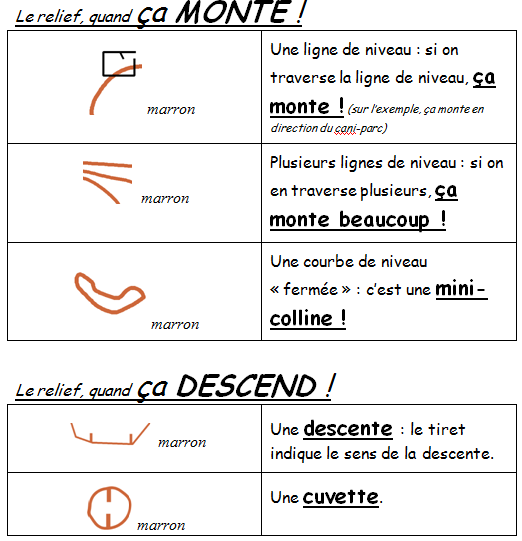 Le relief, quand ça MONTE !
marron
Une ligne de niveau : si on
traverse la ligne de niveau, ça
monte ! (sur l'exemple, ça monte en
direction du cani-parc)
marron
Plusieurs lignes de niveau : si on
en traverse plusieurs, ça
monte beaucoup !
marron
Une courbe de niveau
« fermée » : c'est une mini-
colline !
Le relief, quand ça DESCEND !
marron
Une descente : le tiret
indique le sens de la descente.
marron
Une cuvette.